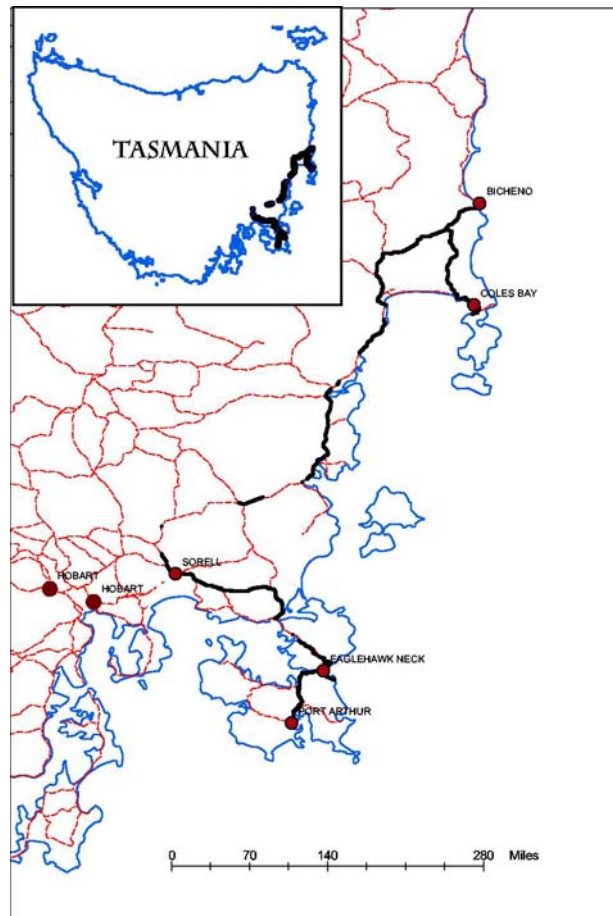 TASMANIA
BICHENO
COLES BAY
SORELL
HOBART
HOBART
EAGLEHAWK NECK
PORT ARTHUR
0 70 140 280 Miles